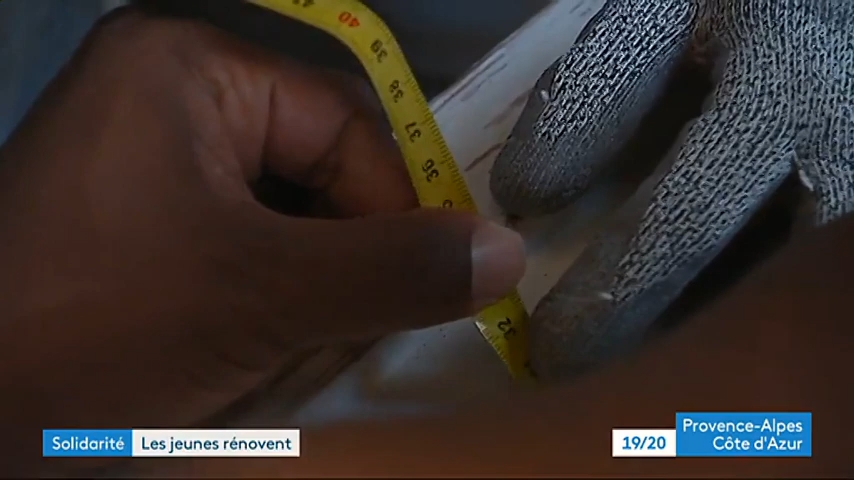 40
39
38
37
36
32
Solidarité Les jeunes rénovent
19/20 Provence-Alpes
Côte d'Azur